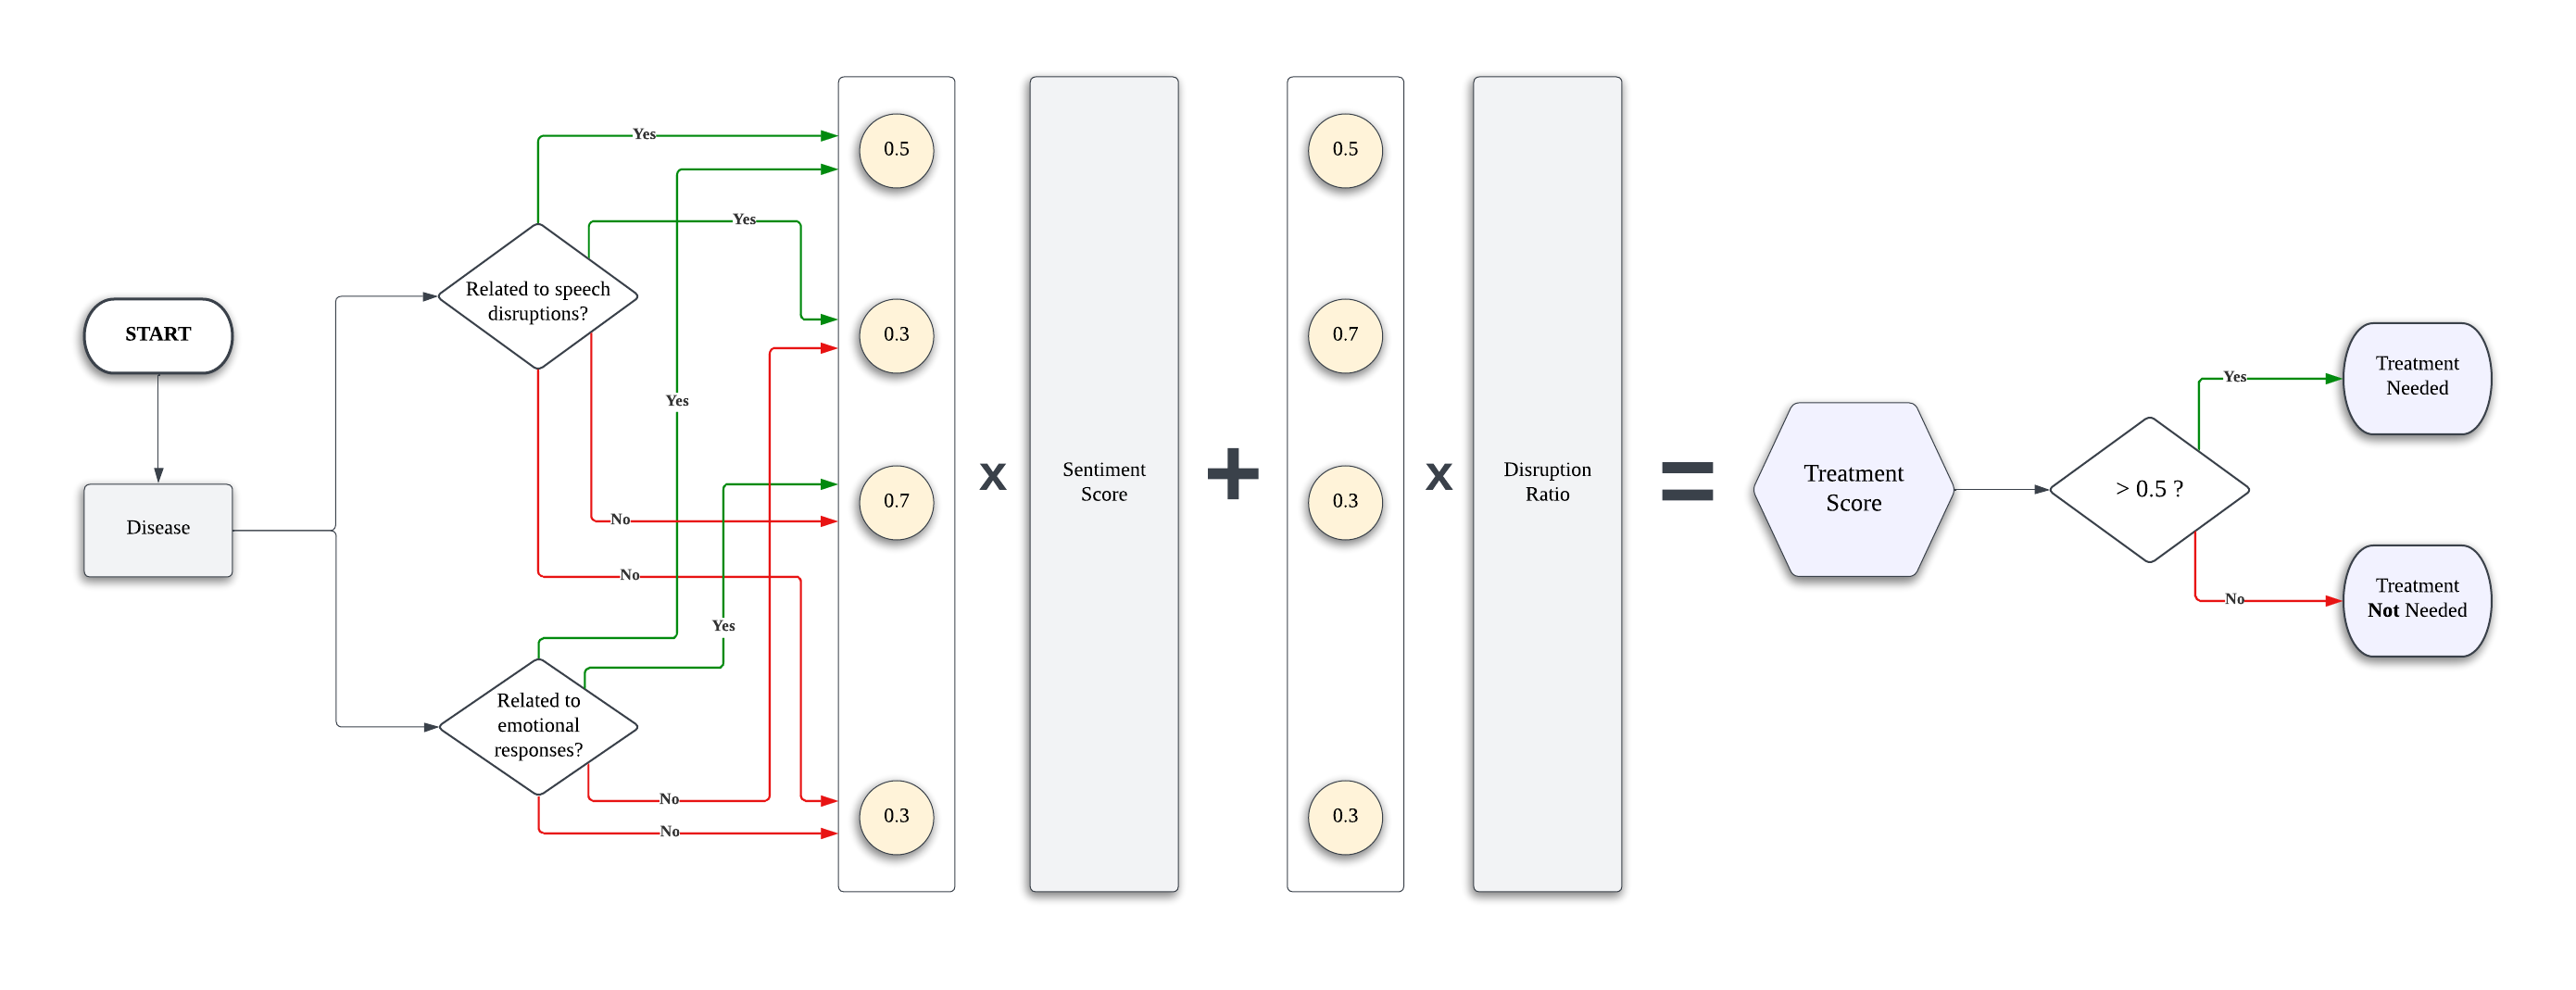 START
Disease
Related to speech
disruptions?
Related to
emotional
responses?
Yes
Yes
Yes
No
No
Yes
No
No
0.5
0.3
0.7
0.3
x
Sentiment
Score
+
0.5
0.7
0.3
0.3
x
Disruption
Ratio
=
Treatment
Score
> 0.5 ?
Yes
No
Treatment
Needed
Treatment
Not Needed